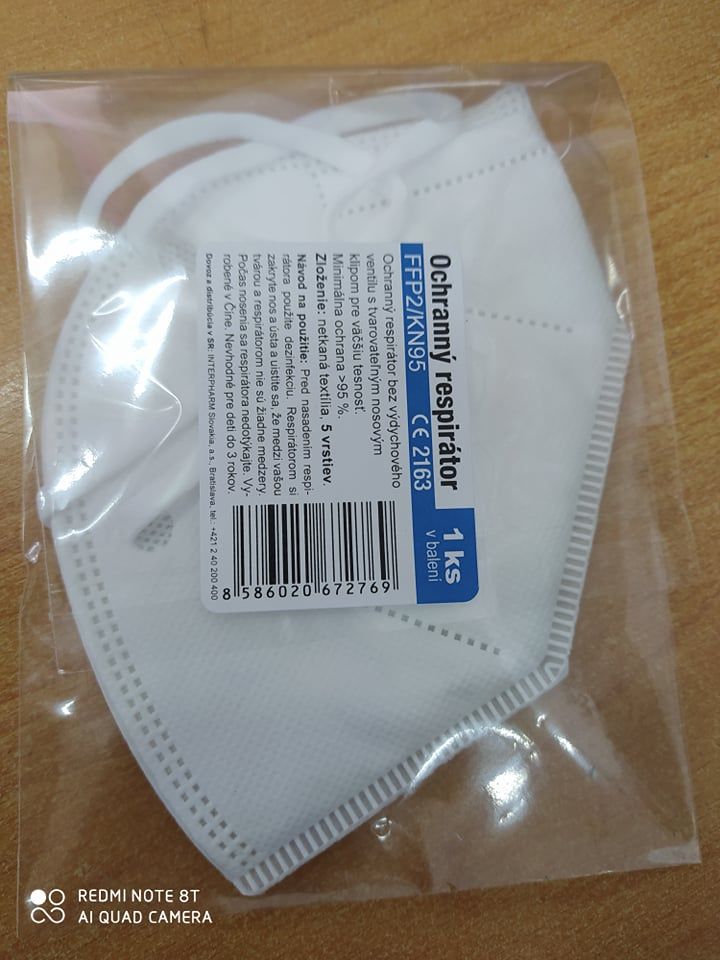 Ochranný respirátor
FFP2/KN95 CE 2163
1 ks
v balení
Ochranný respirátor bez výdychového
ventilu s tvarovateľným nosovým
klipom pre väčšiu tesnosť.
Minimálna ochrana >95 %.
Zloženie: netkaná textília, 5 vrstiev.
Návod na použitie: Pred nasadením respi-
rátora použite dezinfekciu. Respirátorom si
zakryte nos a ústa a uistite sa, že medzi vašou
tvárou a respirátorom nie sú žiadne medzery.
Počas nosenia sa respirátora nedotýkajte. Vy-
robené v Číne. Nevhodné pre deti do 3 rokov.
Dovoz a distribúcia v SR: INTERPHARM Slovakia, a.s., Bratislava, tel.: +421 2 40 200 400
8 586020 672769
REDMI NOTE 8T
AI QUAD CAMERA